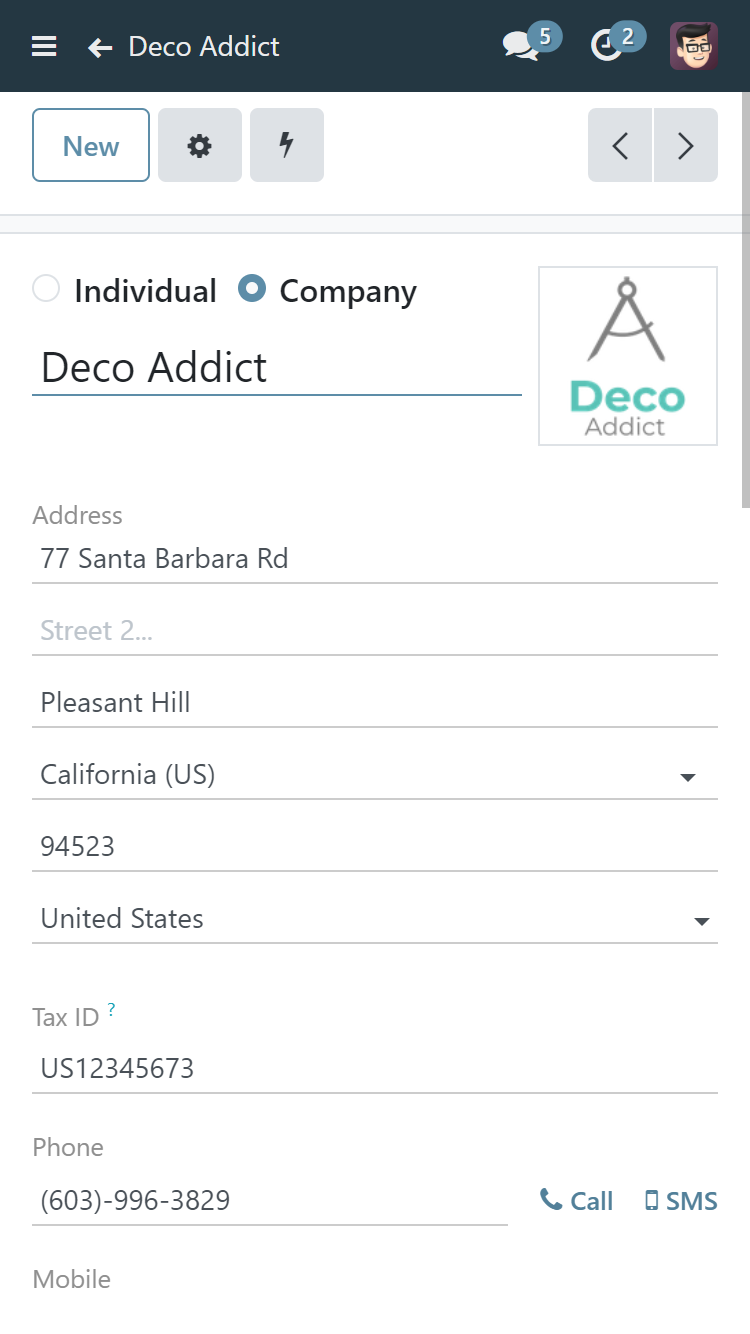 Deco Addict
5
2
New
Individual
Company
Deco Addict
Deco
Addict
Address
77 Santa Barbara Rd
Street 2...
Pleasant Hill
California (US)
94523
United States
Tax ID ?
US12345673
Phone
(603)-996-3829
Call
SMS
Mobile